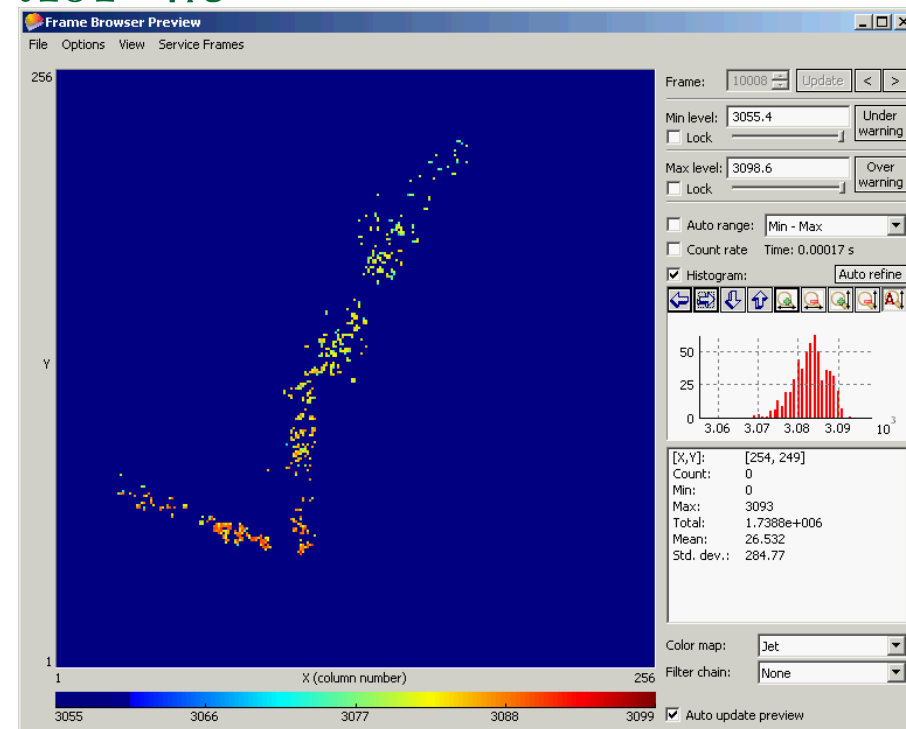 Frame Browser Preview
File Options View Service Frames
256
Y
1
1 X (column number) 256
3055 3066 3077 3088 3099
Frame: 10008 Update < >
Min level: 3055.4 Under warning
Lock
Max level: 3098.6 Over warning
Lock
Auto range: Min - Max
Count rate Time: 0.00017 s
Histogram: Auto refine
A
50
25
0
3.06 3.07 3.08 3.09 10³
[X,Y]: [254, 249]
Count: 0
Min: 0
Max: 3093
Total: 1.7388e+006
Mean: 26.532
Std. dev.: 284.77
Color map: Jet
Filter chain: None
Auto update preview